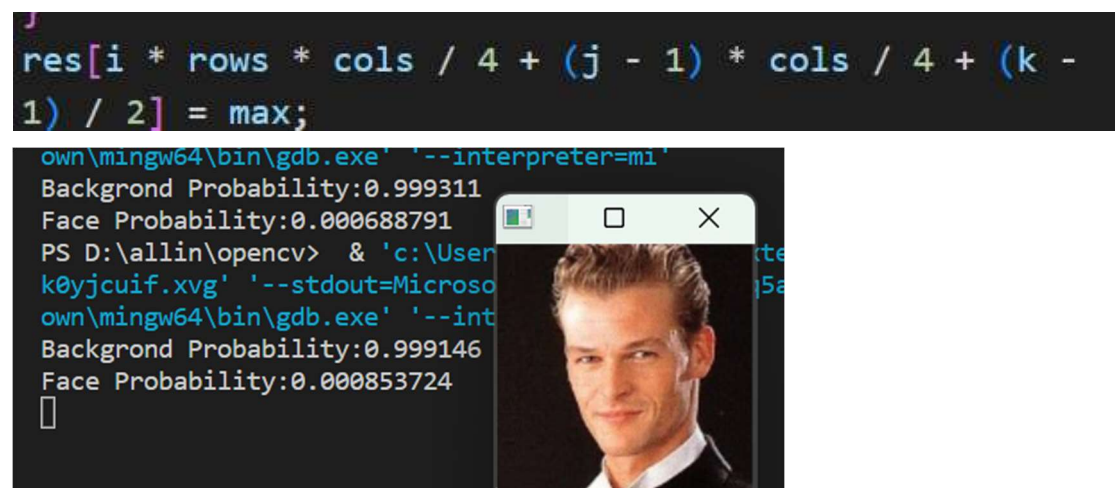 }
res[i * rows * cols / 4 + (j - 1) * cols / 4 + (k -
1) / 2] = max;
own\mingw64\bin\gdb.exe' '--interpreter=mi'
Backgrond Probability:0.999311
Face Probability:0.000688791
PS D:\allin\opencv> & 'c:\User
k0yjcuif.xvg' '--stdout=Microso
own\mingw64\bin\gdb.exe' '--int
Backgrond Probability:0.999146
Face Probability:0.000853724